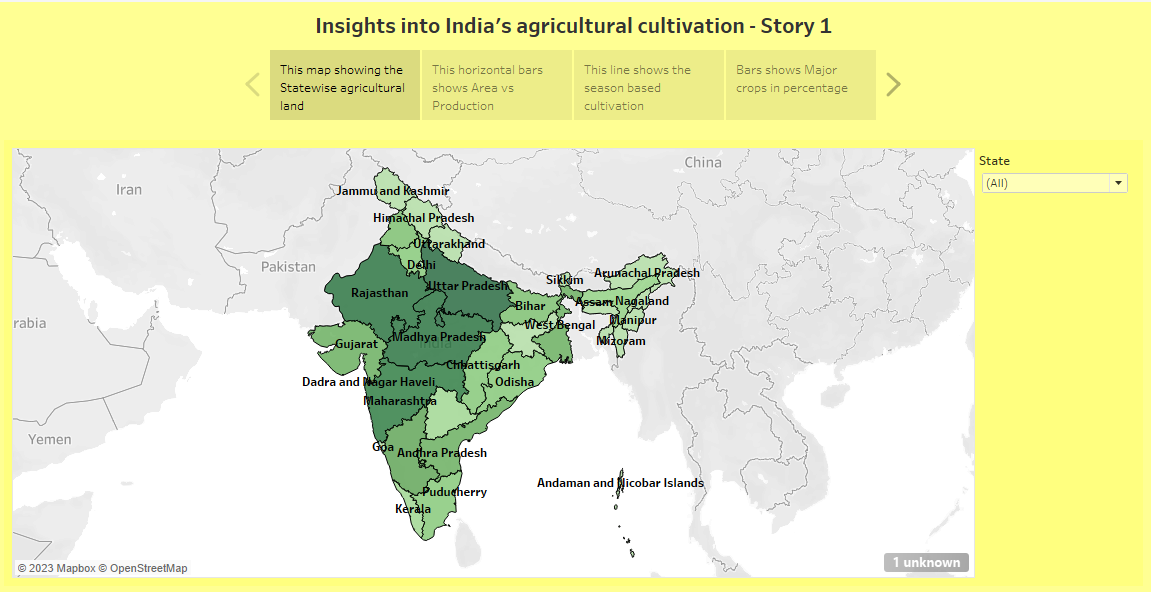 Insights into India's agricultural cultivation - Story 1
This map showing the
Statewise agricultural
land
This horizontal bars
shows Area vs
Production
This line shows the
season based
cultivation
Bars shows Major
crops in percentage
State
(All)
China
Iran
Jammu and Kashmir
Himachal Pradesh
Uttarakhand
Pakistan
Delhi
Arunachal Pradesh
Sikkim
Uttar Pradesh
Rajasthan
Assam
Nagaland
Bihar
rabia
Manipur
West Bengal
Madhya Pradesh
India
Mizoram
Gujarat
Chhattisgarh
Dadra and Nagar Haveli
Odisha
Maharashtra
Yemen
Goa
Andhra Pradesh
Andaman and Nicobar Islands
Puducherry
Kerala
1 unknown
© 2023 Mapbox © OpenStreetMap